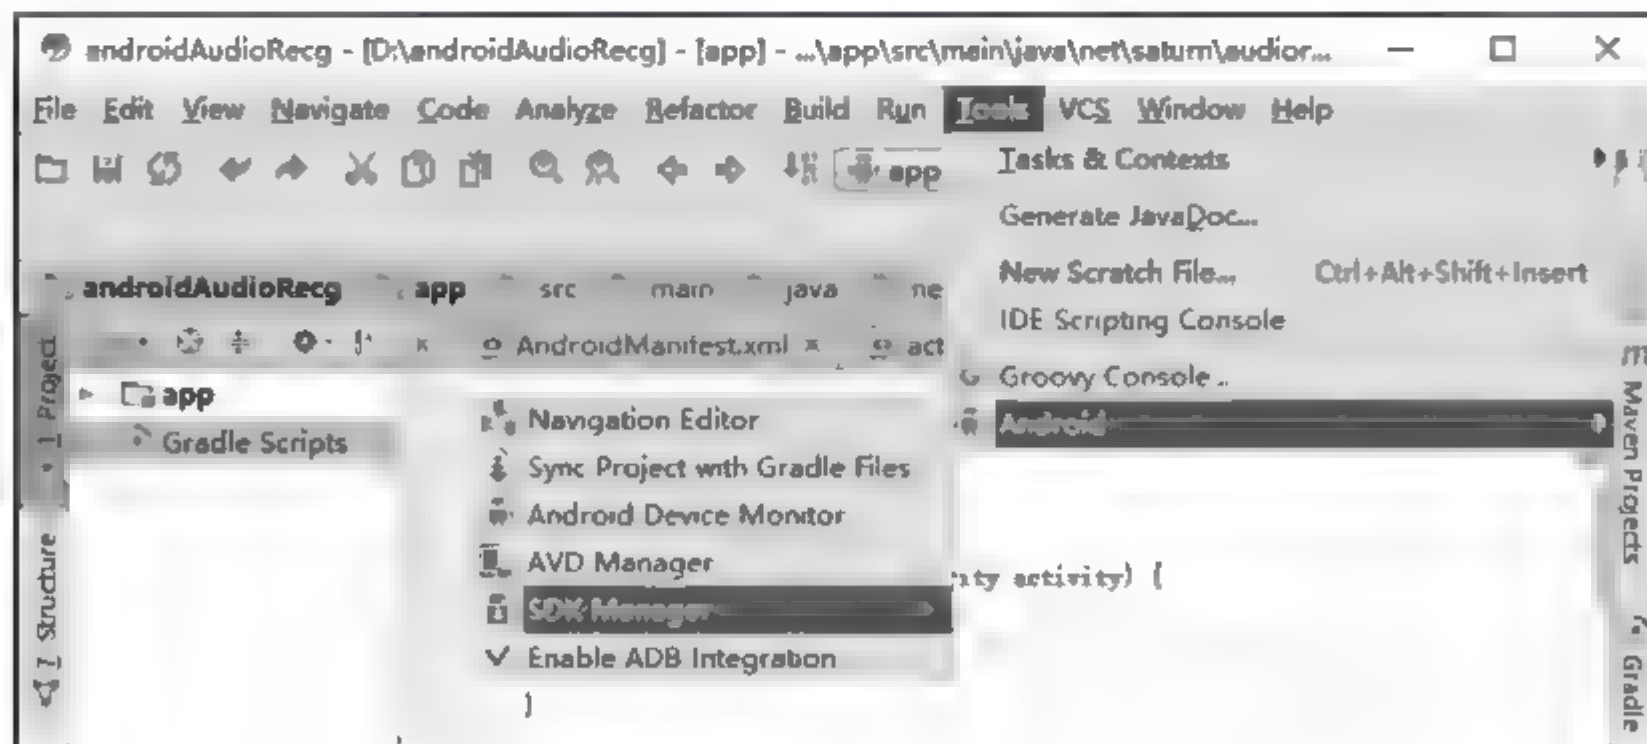 androidAudioRecg - [D:\androidAudioRecg] - [app] - ...\app\src\main\java\net\saturn\audior...
File Edit View Navigate Code Analyze Refactor Build Run Tools VCS Window Help
app
Tasks & Contexts
Generate JavaDoc...
New Scratch File... Ctrl+Alt+Shift+Insert
IDE Scripting Console
Groovy Console...
Android
androidAudioRecg app src main java ne
AndroidManifest.xml act
app
Gradle Scripts
Navigation Editor
Sync Project with Gradle Files
Android Device Monitor
AVD Manager
SDK Manager
Enable ADB Integration
ity activity) {
}
1: Project
7: Structure
Maven Projects
Gradle